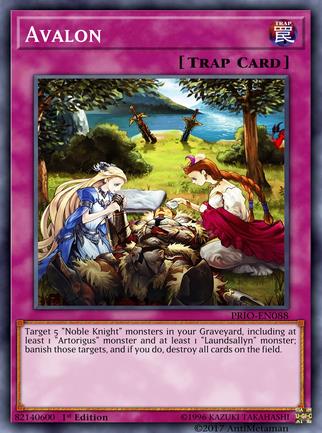 Avalon
TRAP
罠
[Trap Card]
PRIO-EN088
Target 5 "Noble Knight" monsters in your Graveyard, including at
least 1 "Artorigus" monster and at least 1 "Laundsallyn" monster;
banish those targets, and if you do, destroy all cards on the field.
82140600 1st Edition ©1996 KAZUKI TAKAHASHI
©2017 AntiMetaman